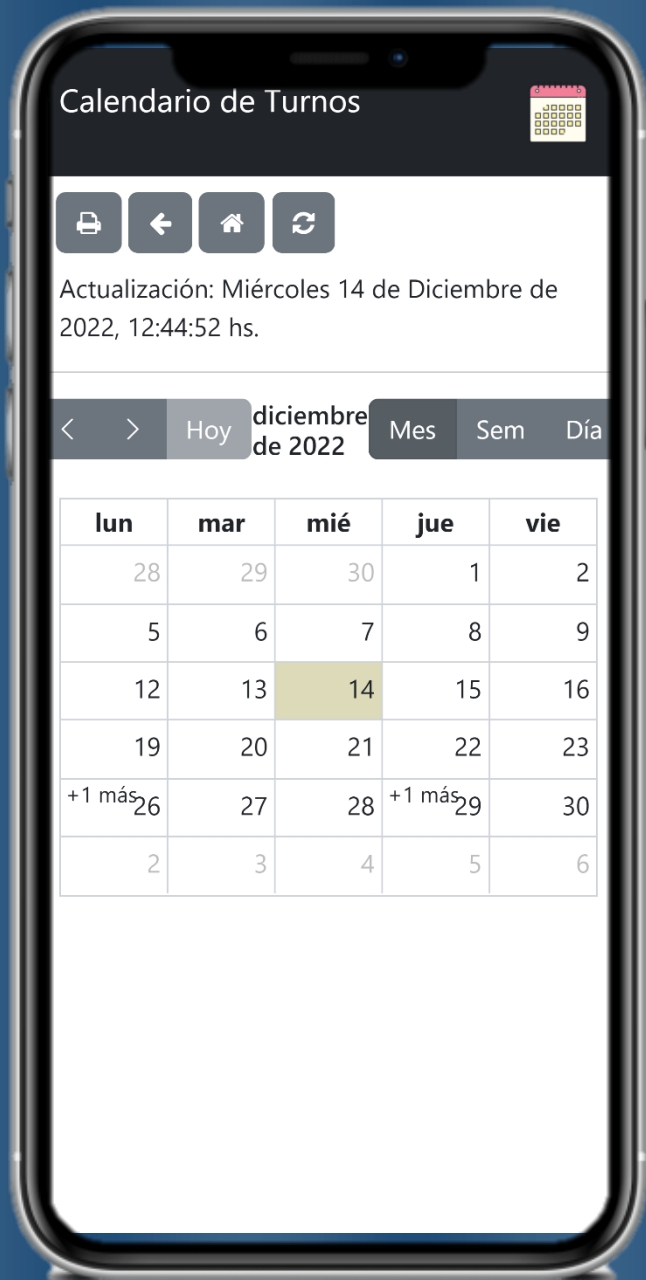 Calendario de Turnos
Actualización: Miércoles 14 de Diciembre de
2022, 12:44:52 hs.
Hoy diciembre de 2022 Mes Sem Día
lun mar mié jue vie
28 29 30 1 2
5 6 7 8 9
12 13 14 15 16
19 20 21 22 23
+1 más 26 27 28 +1 más 29 30
2 3 4 5 6